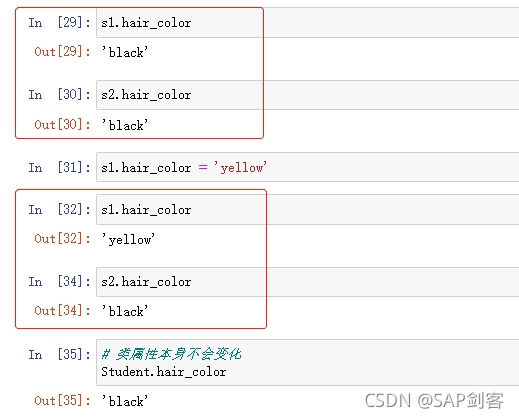 In [29]: s1.hair_color
Out[29]: 'black'
In [30]: s2.hair_color
Out[30]: 'black'
In [31]: s1.hair_color = 'yellow'
In [32]: s1.hair_color
Out[32]: 'yellow'
In [34]: s2.hair_color
Out[34]: 'black'
In [35]: # 类属性本身不会变化
Student.hair_color
Out[35]: 'black'
CSDN @SAP剑客